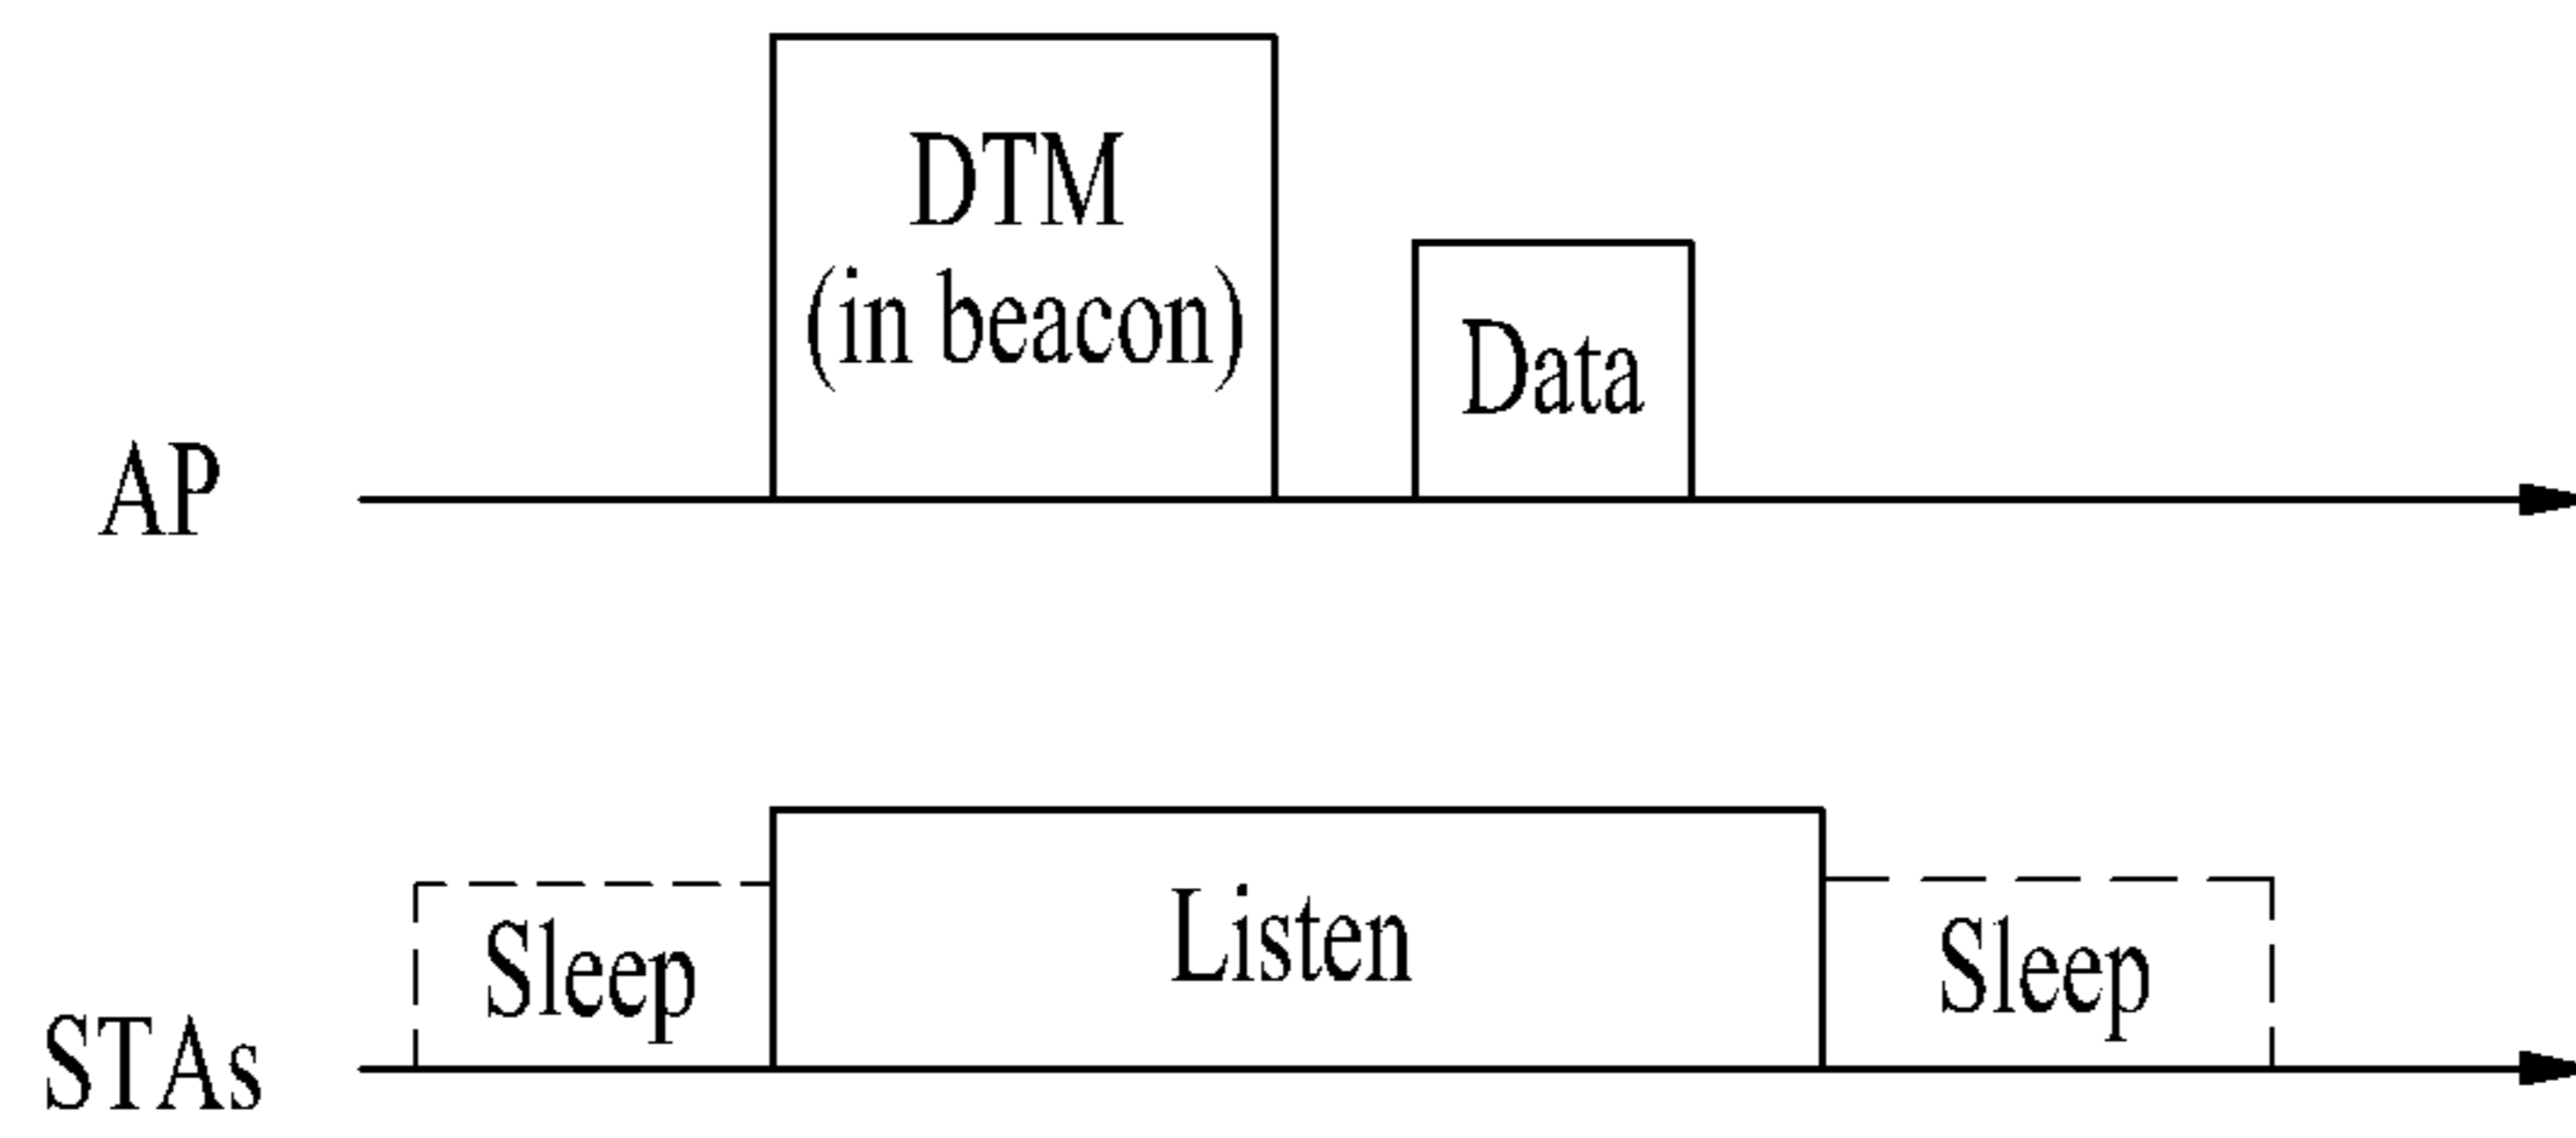 DTM
(in beacon)
Data
AP
Sleep
Listen
Sleep
STAs